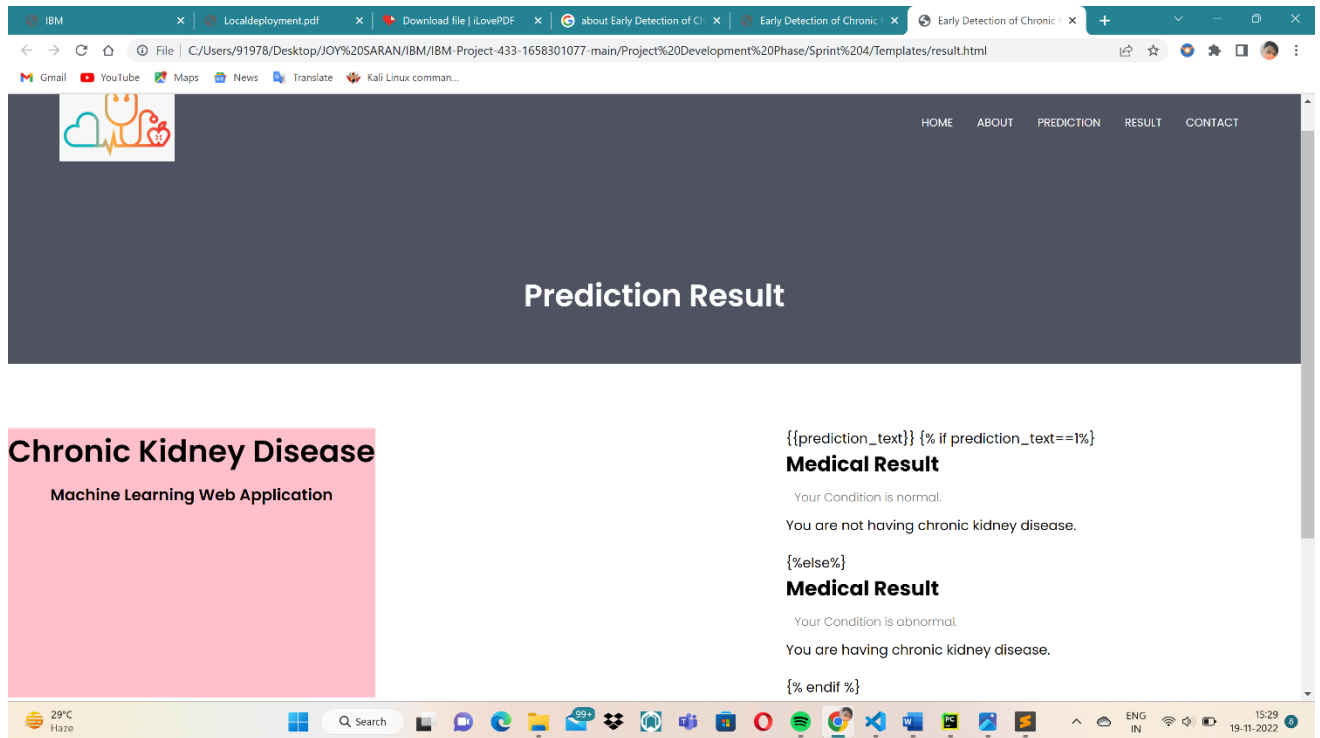 IBM
Localdeployment.pdf
Download file | iLovePDF
about Early Detection of Ch
Early Detection of Chronic
Early Detection of Chronic
File | C:/Users/91978/Desktop/JOY%20SARAN/IBM/IBM-Project-433-1658301077-main/Project%20Development%20Phase/Sprint%204/Templates/result.html
Gmail YouTube Maps News Translate Kali Linux comman...
HOME ABOUT PREDICTION RESULT CONTACT
Prediction Result
Chronic Kidney Disease
Machine Learning Web Application
{{prediction_text}} {% if prediction_text==1%}
Medical Result
Your Condition is normal.
You are not having chronic kidney disease.
{%else%}
Medical Result
Your Condition is abnormal.
You are having chronic kidney disease.
{% endif %}
29°C
Haze
Search
99+
ENG
IN
15:29
19-11-2022
8